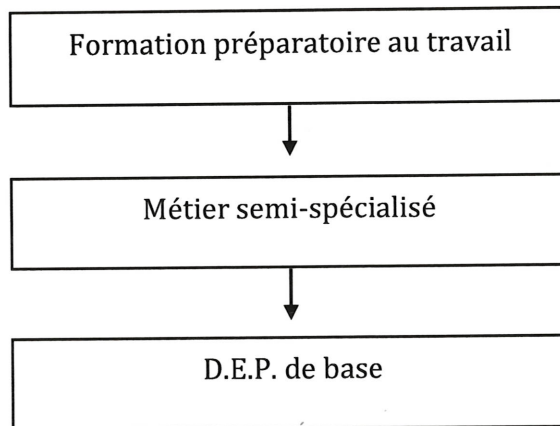 Formation préparatoire au travail
Métier semi-spécialisé
D.E.P. de base